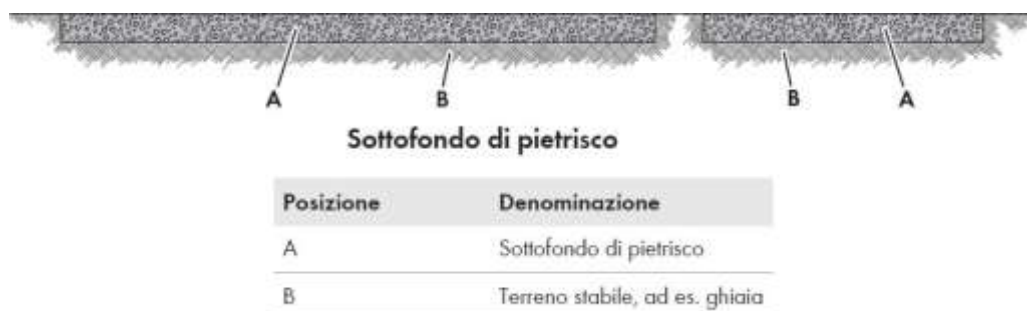 A B B A
Sottofondo di pietrisco
Posizione Denominazione
A Sottofondo di pietrisco
B Terreno stabile, ad es. ghiaia